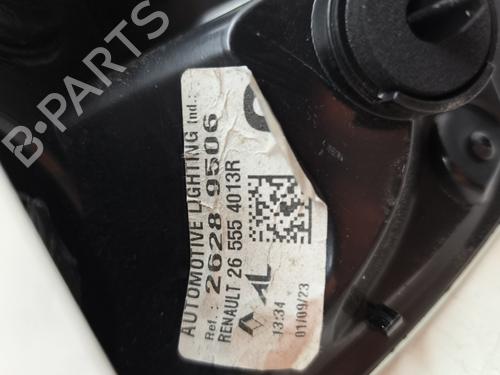 B-PARTS
AUTOMOTIVE LIGHTING Ind.:
Ref.: 2628 9506
RENAULT 26 555 4013R
AL
13:34
01/09/23